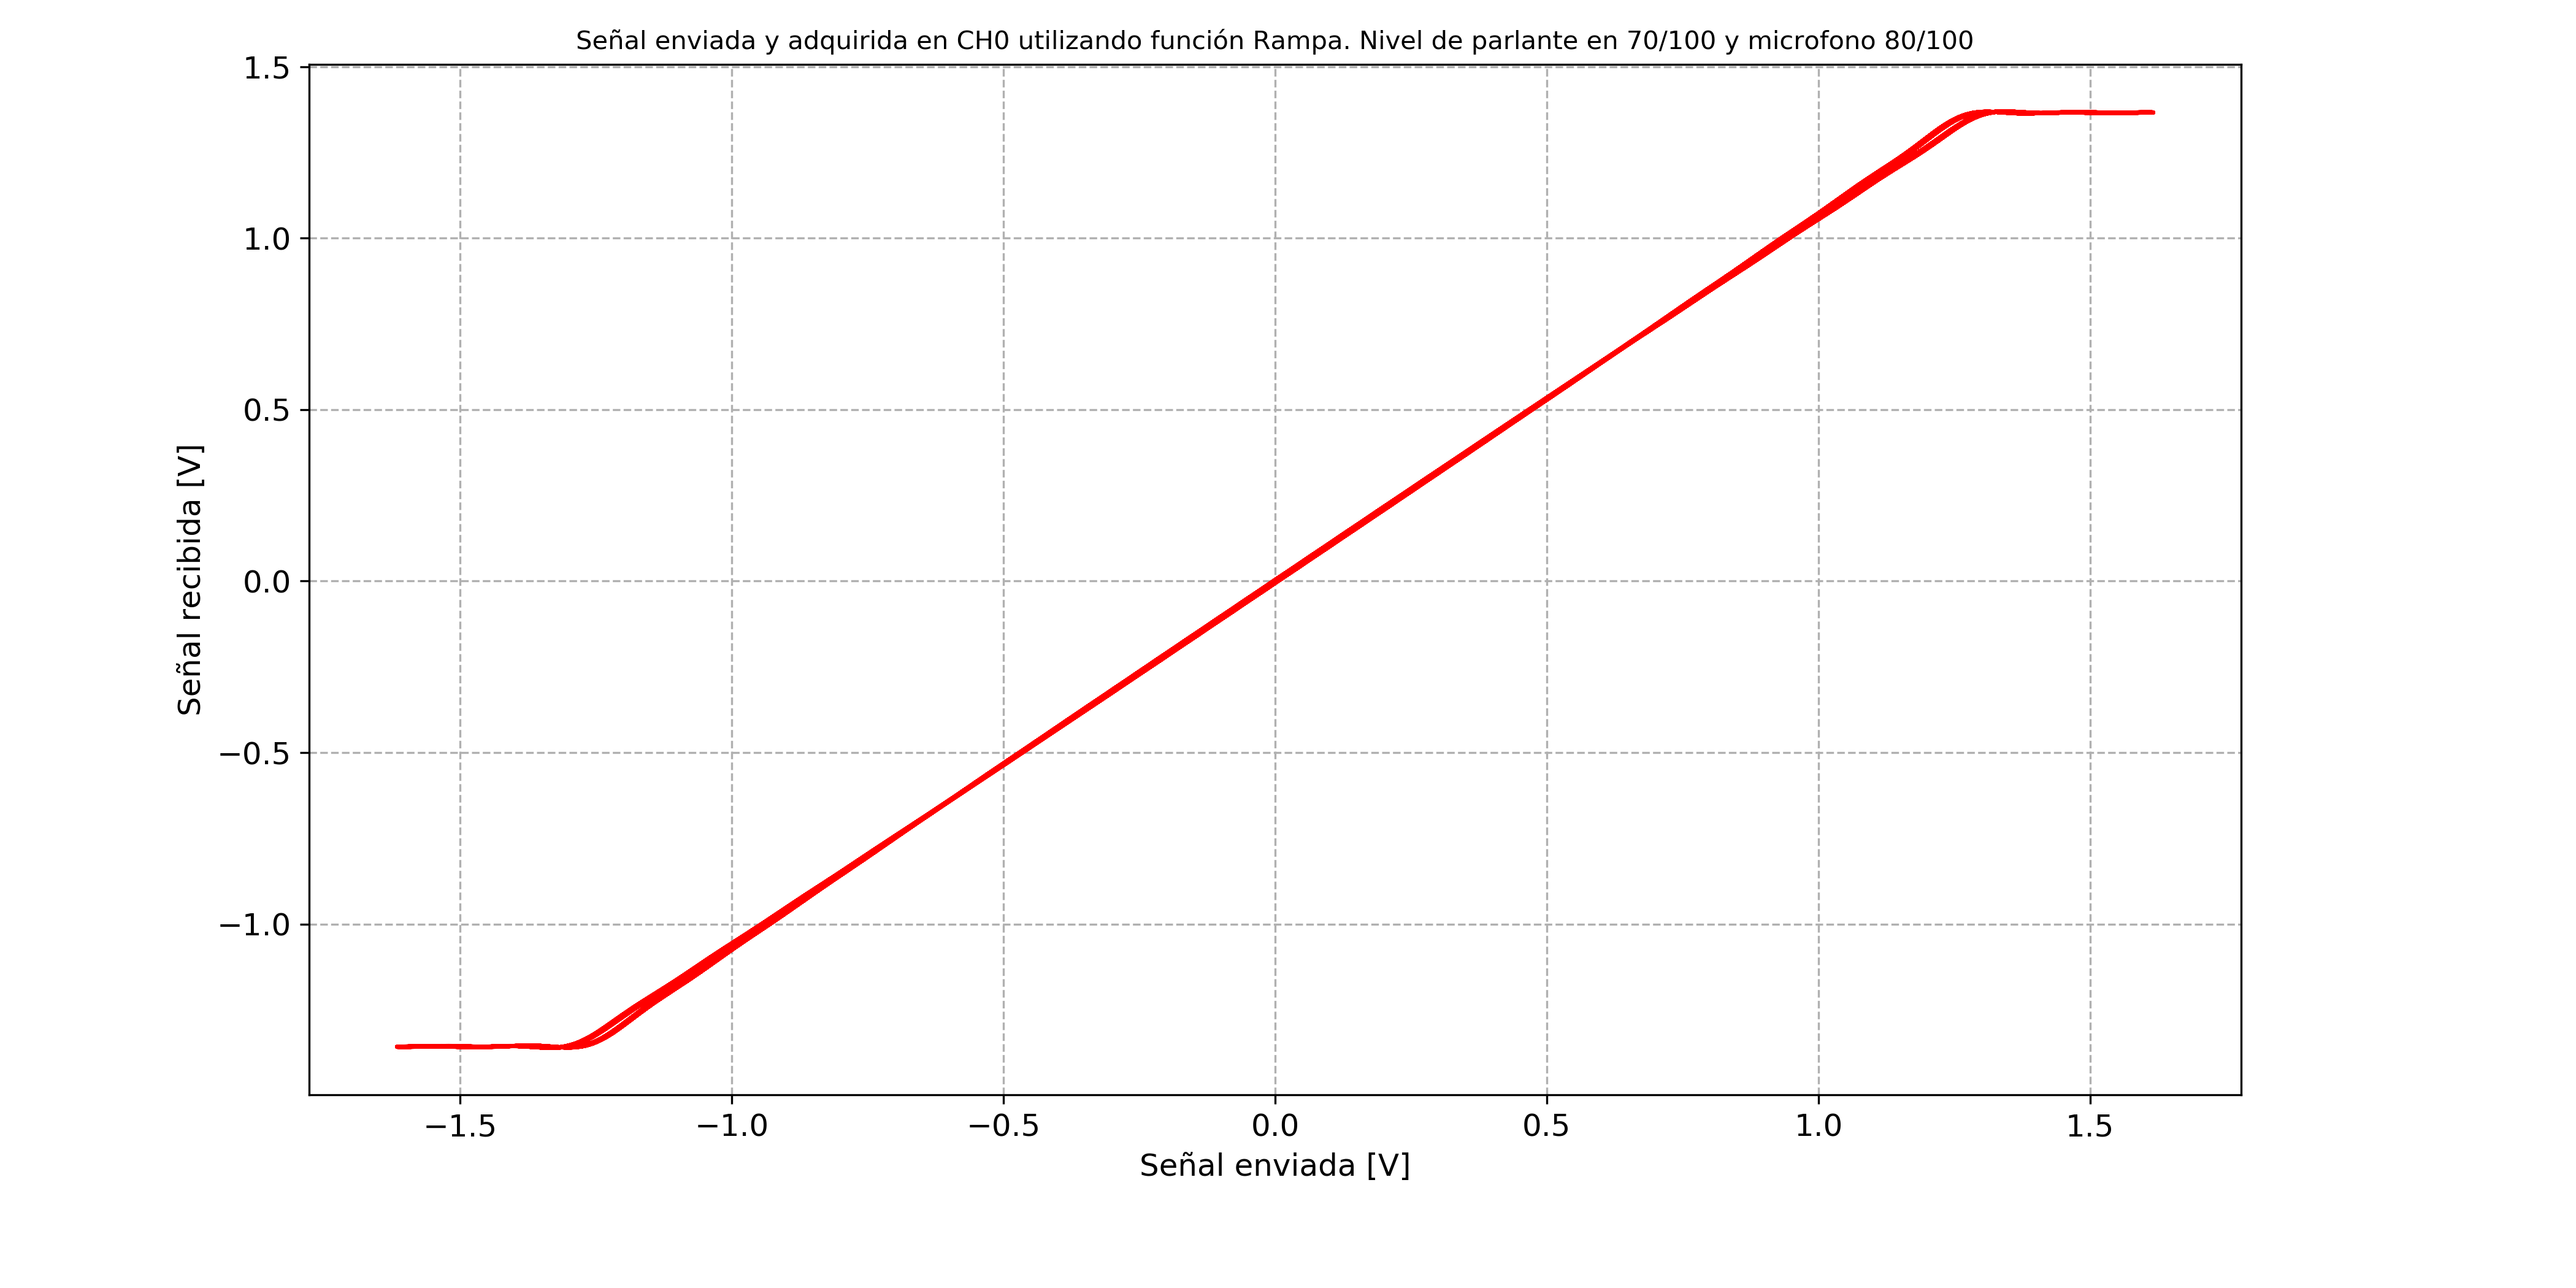 Señal enviada y adquirida en CH0 utilizando función Rampa. Nivel de parlante en 70/100 y microfono 80/100
1.5
1.0
0.5
0.0
−0.5
−1.0
Señal recibida [V]
−1.5 −1.0 −0.5 0.0 0.5 1.0 1.5
Señal enviada [V]